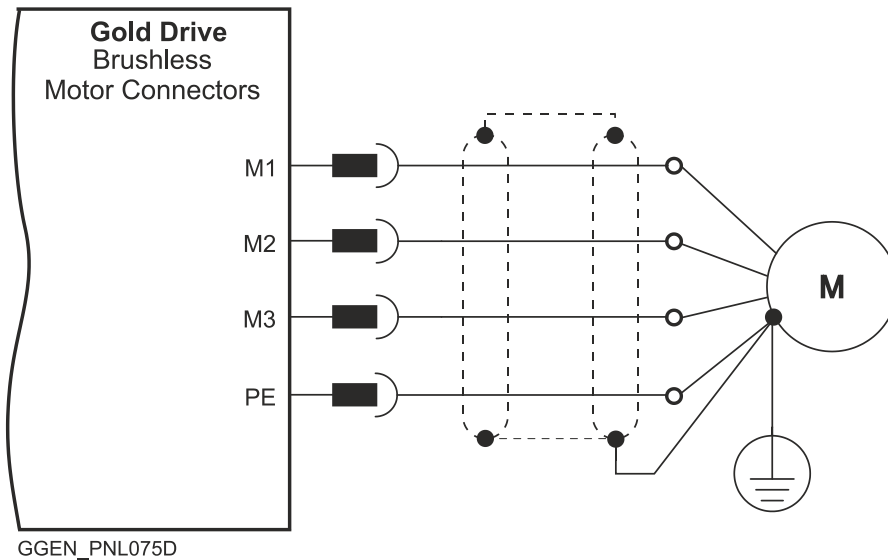 Gold Drive
Brushless
Motor Connectors
M1
M2
M3
PE
M
GGEN_PNL075D